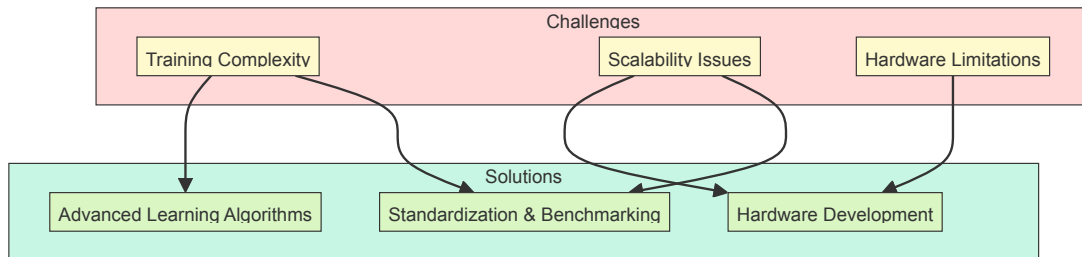 Challenges
Training Complexity
Scalability Issues
Hardware Limitations
Solutions
Advanced Learning Algorithms
Standardization & Benchmarking
Hardware Development